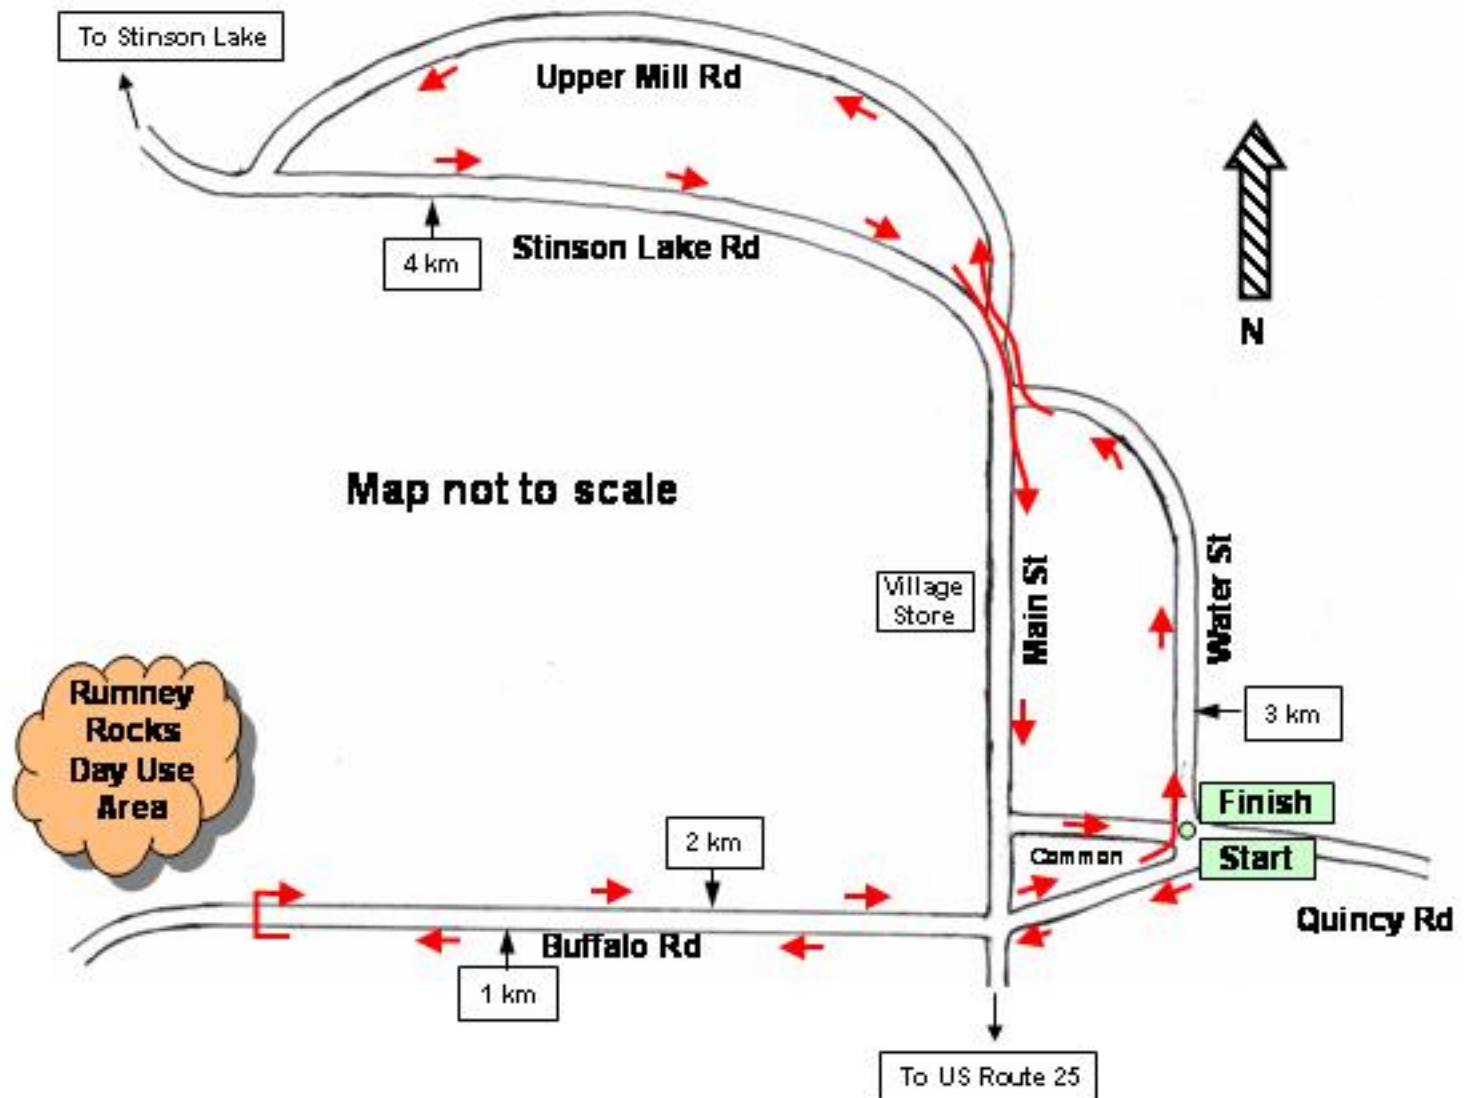 To Stinson Lake
Upper Mill Rd
4 km
Stinson Lake Rd
N
Map not to scale
Village
Store
Main St
Water St
3 km
Rumney
Rocks
Day Use
Area
Finish
2 km
Common
Start
Quincy Rd
Buffalo Rd
1 km
To US Route 25